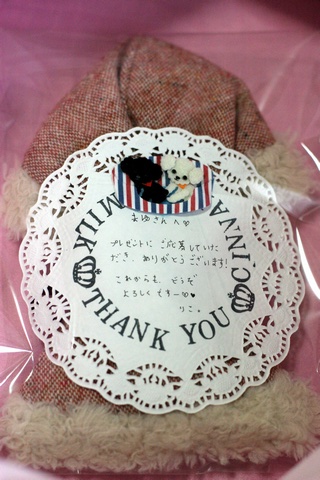 まゆさんへ♡
プレゼントにご応募していた
だき、ありがとうございます!
これからも、どうぞ
よろしくですー♡♥
りこ。
MILK
CINNA
THANK YOU